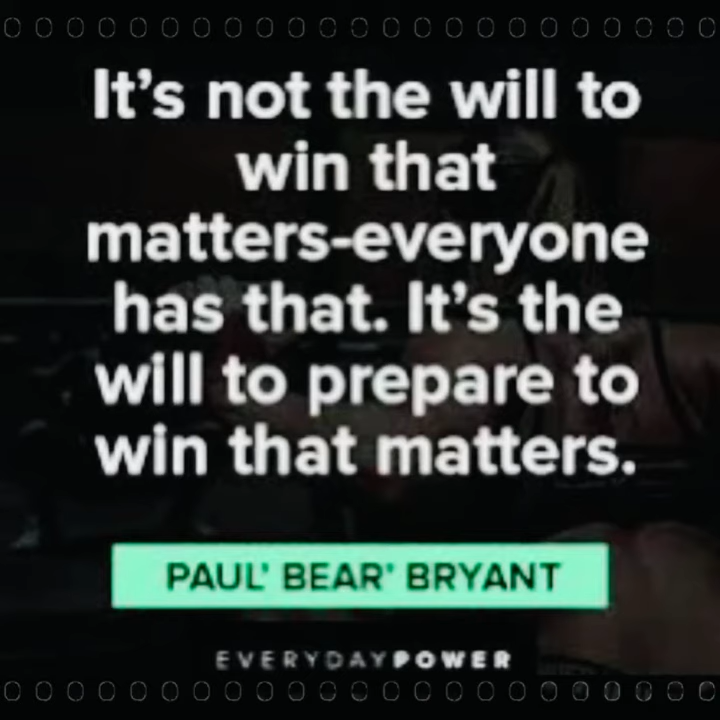 It’s not the will to
win that
matters-everyone
has that. It’s the
will to prepare to
win that matters.
PAUL’ BEAR’ BRYANT
EVERYDAYPOWER